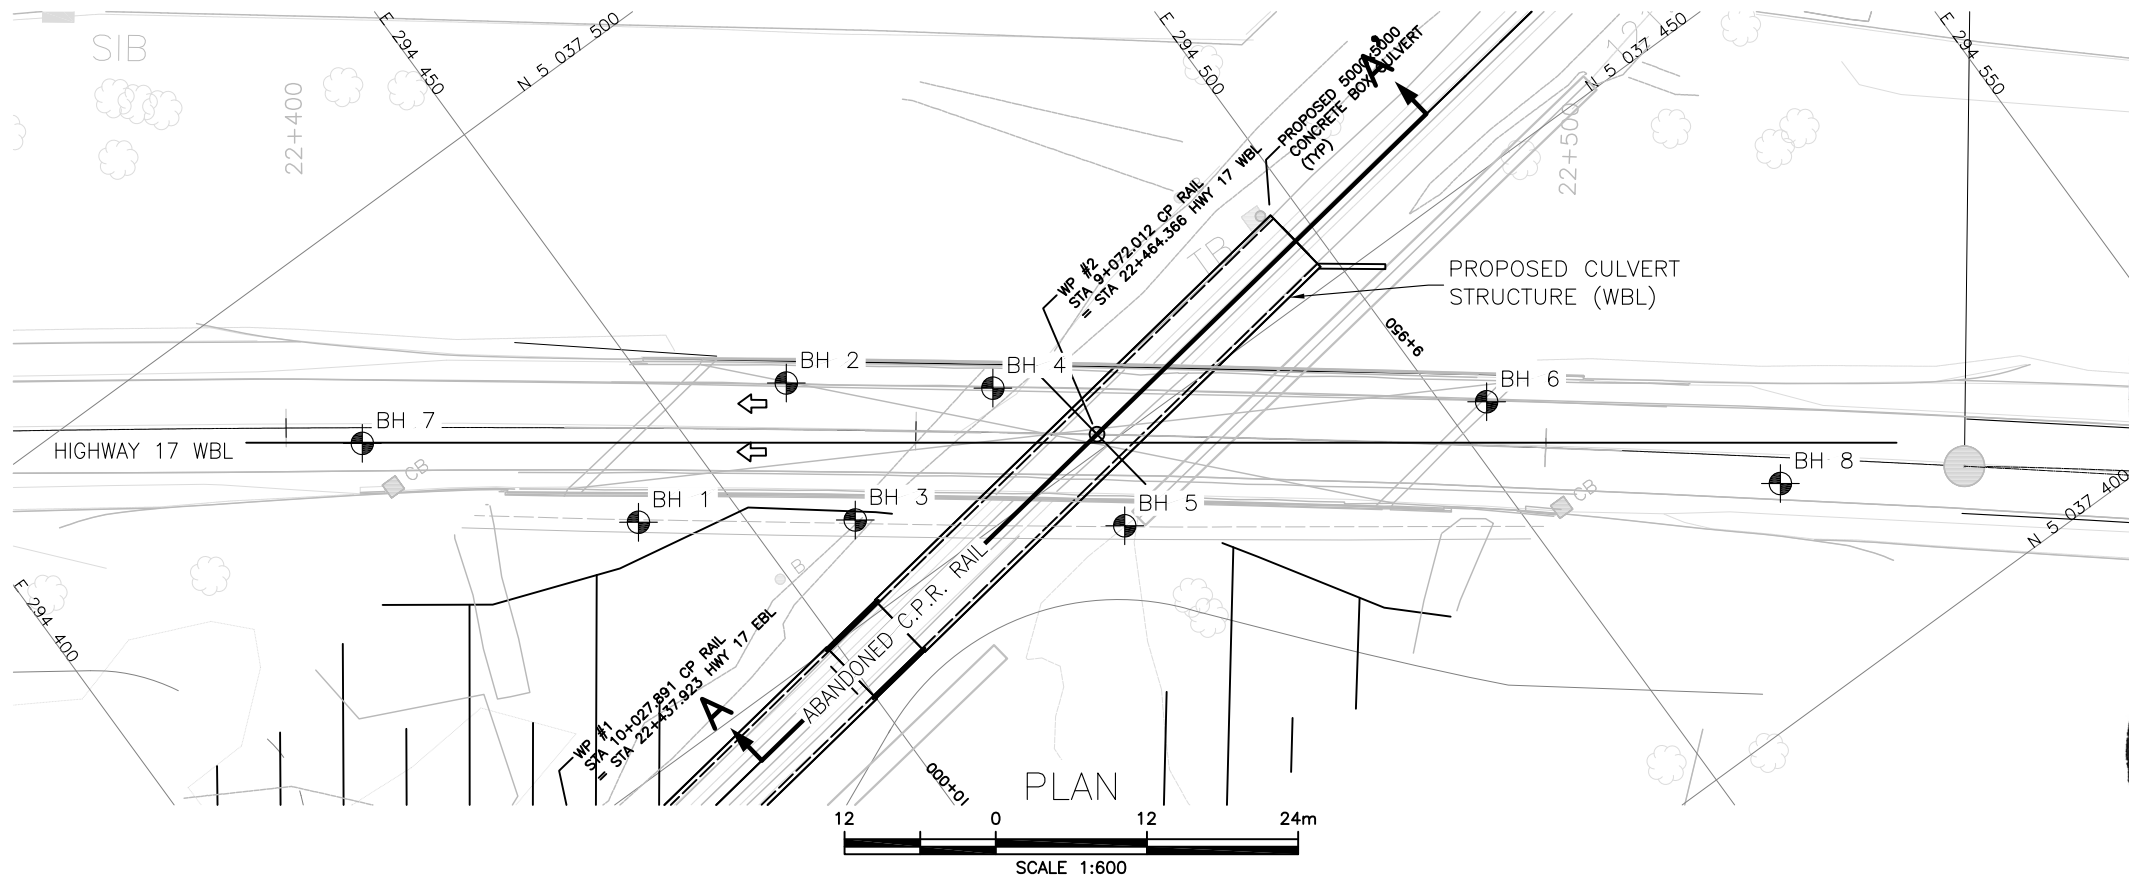 SIB
22+400
E 294 450
N 5 037 500
E 294 500
PROPOSED 5000x5000
CONCRETE BOX CULVERT
(TYP)
A'
N 5 037 450
22+500
E 294 550
WP #2
STA 9+072.012 CP RAIL
= STA 22+464.366 HWY 17 WBL
PROPOSED CULVERT
STRUCTURE (WBL)
9+950
BH 2
BH 4
BH 6
BH 7
HIGHWAY 17 WBL
BH 8
CB
BH 1
BH 3
BH 5
CB
N 5 037 400
E 294 400
B
ABANDONED C.P.R. RAIL
WP #1
STA 10+027.891 CP RAIL
= STA 22+437.923 HWY 17 EBL
A
10+000
PLAN
12 0 12 24m
SCALE 1:600